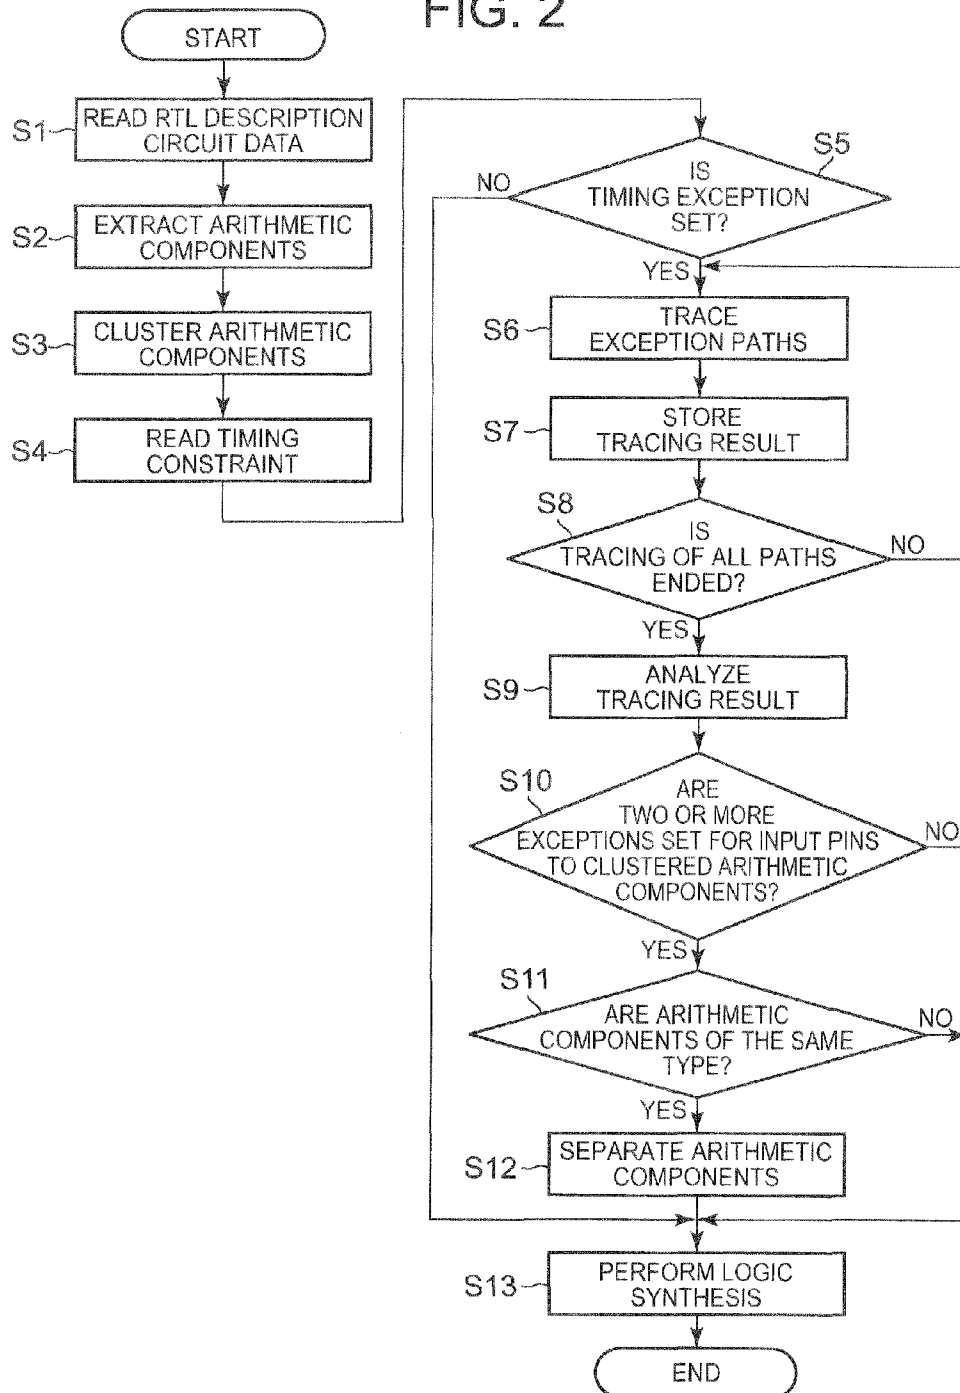 FIG. 2
START
S1
READ RTL DESCRIPTION
CIRCUIT DATA
S2
EXTRACT ARITHMETIC
COMPONENTS
S3
CLUSTER ARITHMETIC
COMPONENTS
S4
READ TIMING
CONSTRAINT
S5
IS
TIMING EXCEPTION
SET?
NO
YES
S6
TRACE
EXCEPTION PATHS
S7
STORE
TRACING RESULT
S8
IS
TRACING OF ALL PATHS
ENDED?
NO
YES
S9
ANALYZE
TRACING RESULT
S10
ARE
TWO OR MORE
EXCEPTIONS SET FOR INPUT PINS
TO CLUSTERED ARITHMETIC
COMPONENTS?
NO
YES
S11
ARE ARITHMETIC
COMPONENTS OF THE SAME
TYPE?
NO
YES
S12
SEPARATE ARITHMETIC
COMPONENTS
S13
PERFORM LOGIC
SYNTHESIS
END